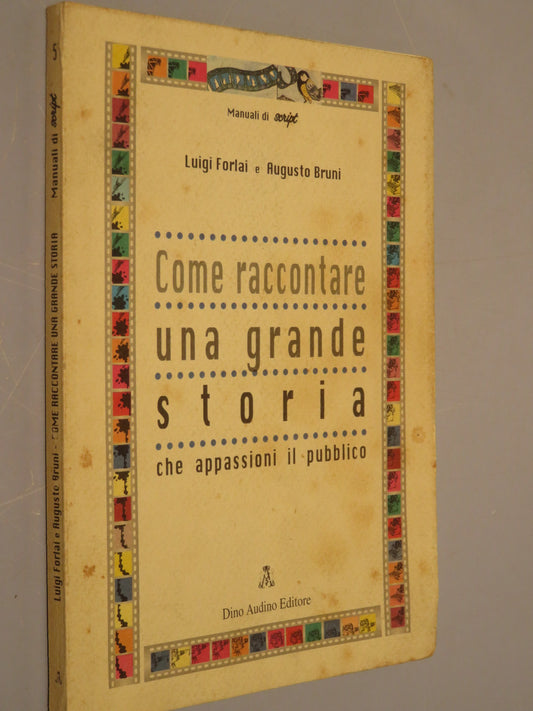 Manuali di script
Luigi Forlai e Augusto Bruni
Come raccontare
una grande
storia
che appassioni il pubblico
Dino Audino Editore
Luigi Forlai e Augusto Bruni - COME RACCONTARE UNA GRANDE STORIA Manuali di script 5